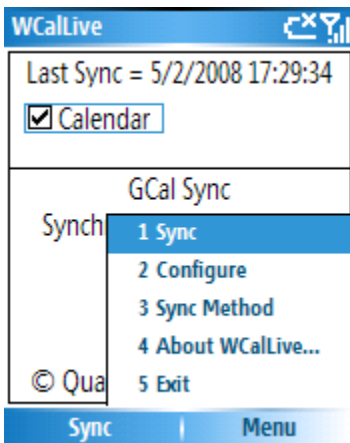 WCalLive
Last Sync = 5/2/2008 17:29:34
Calendar
GCal Sync
Synch
1 Sync
2 Configure
3 Sync Method
4 About WCalLive...
© Qua
5 Exit
Sync Menu